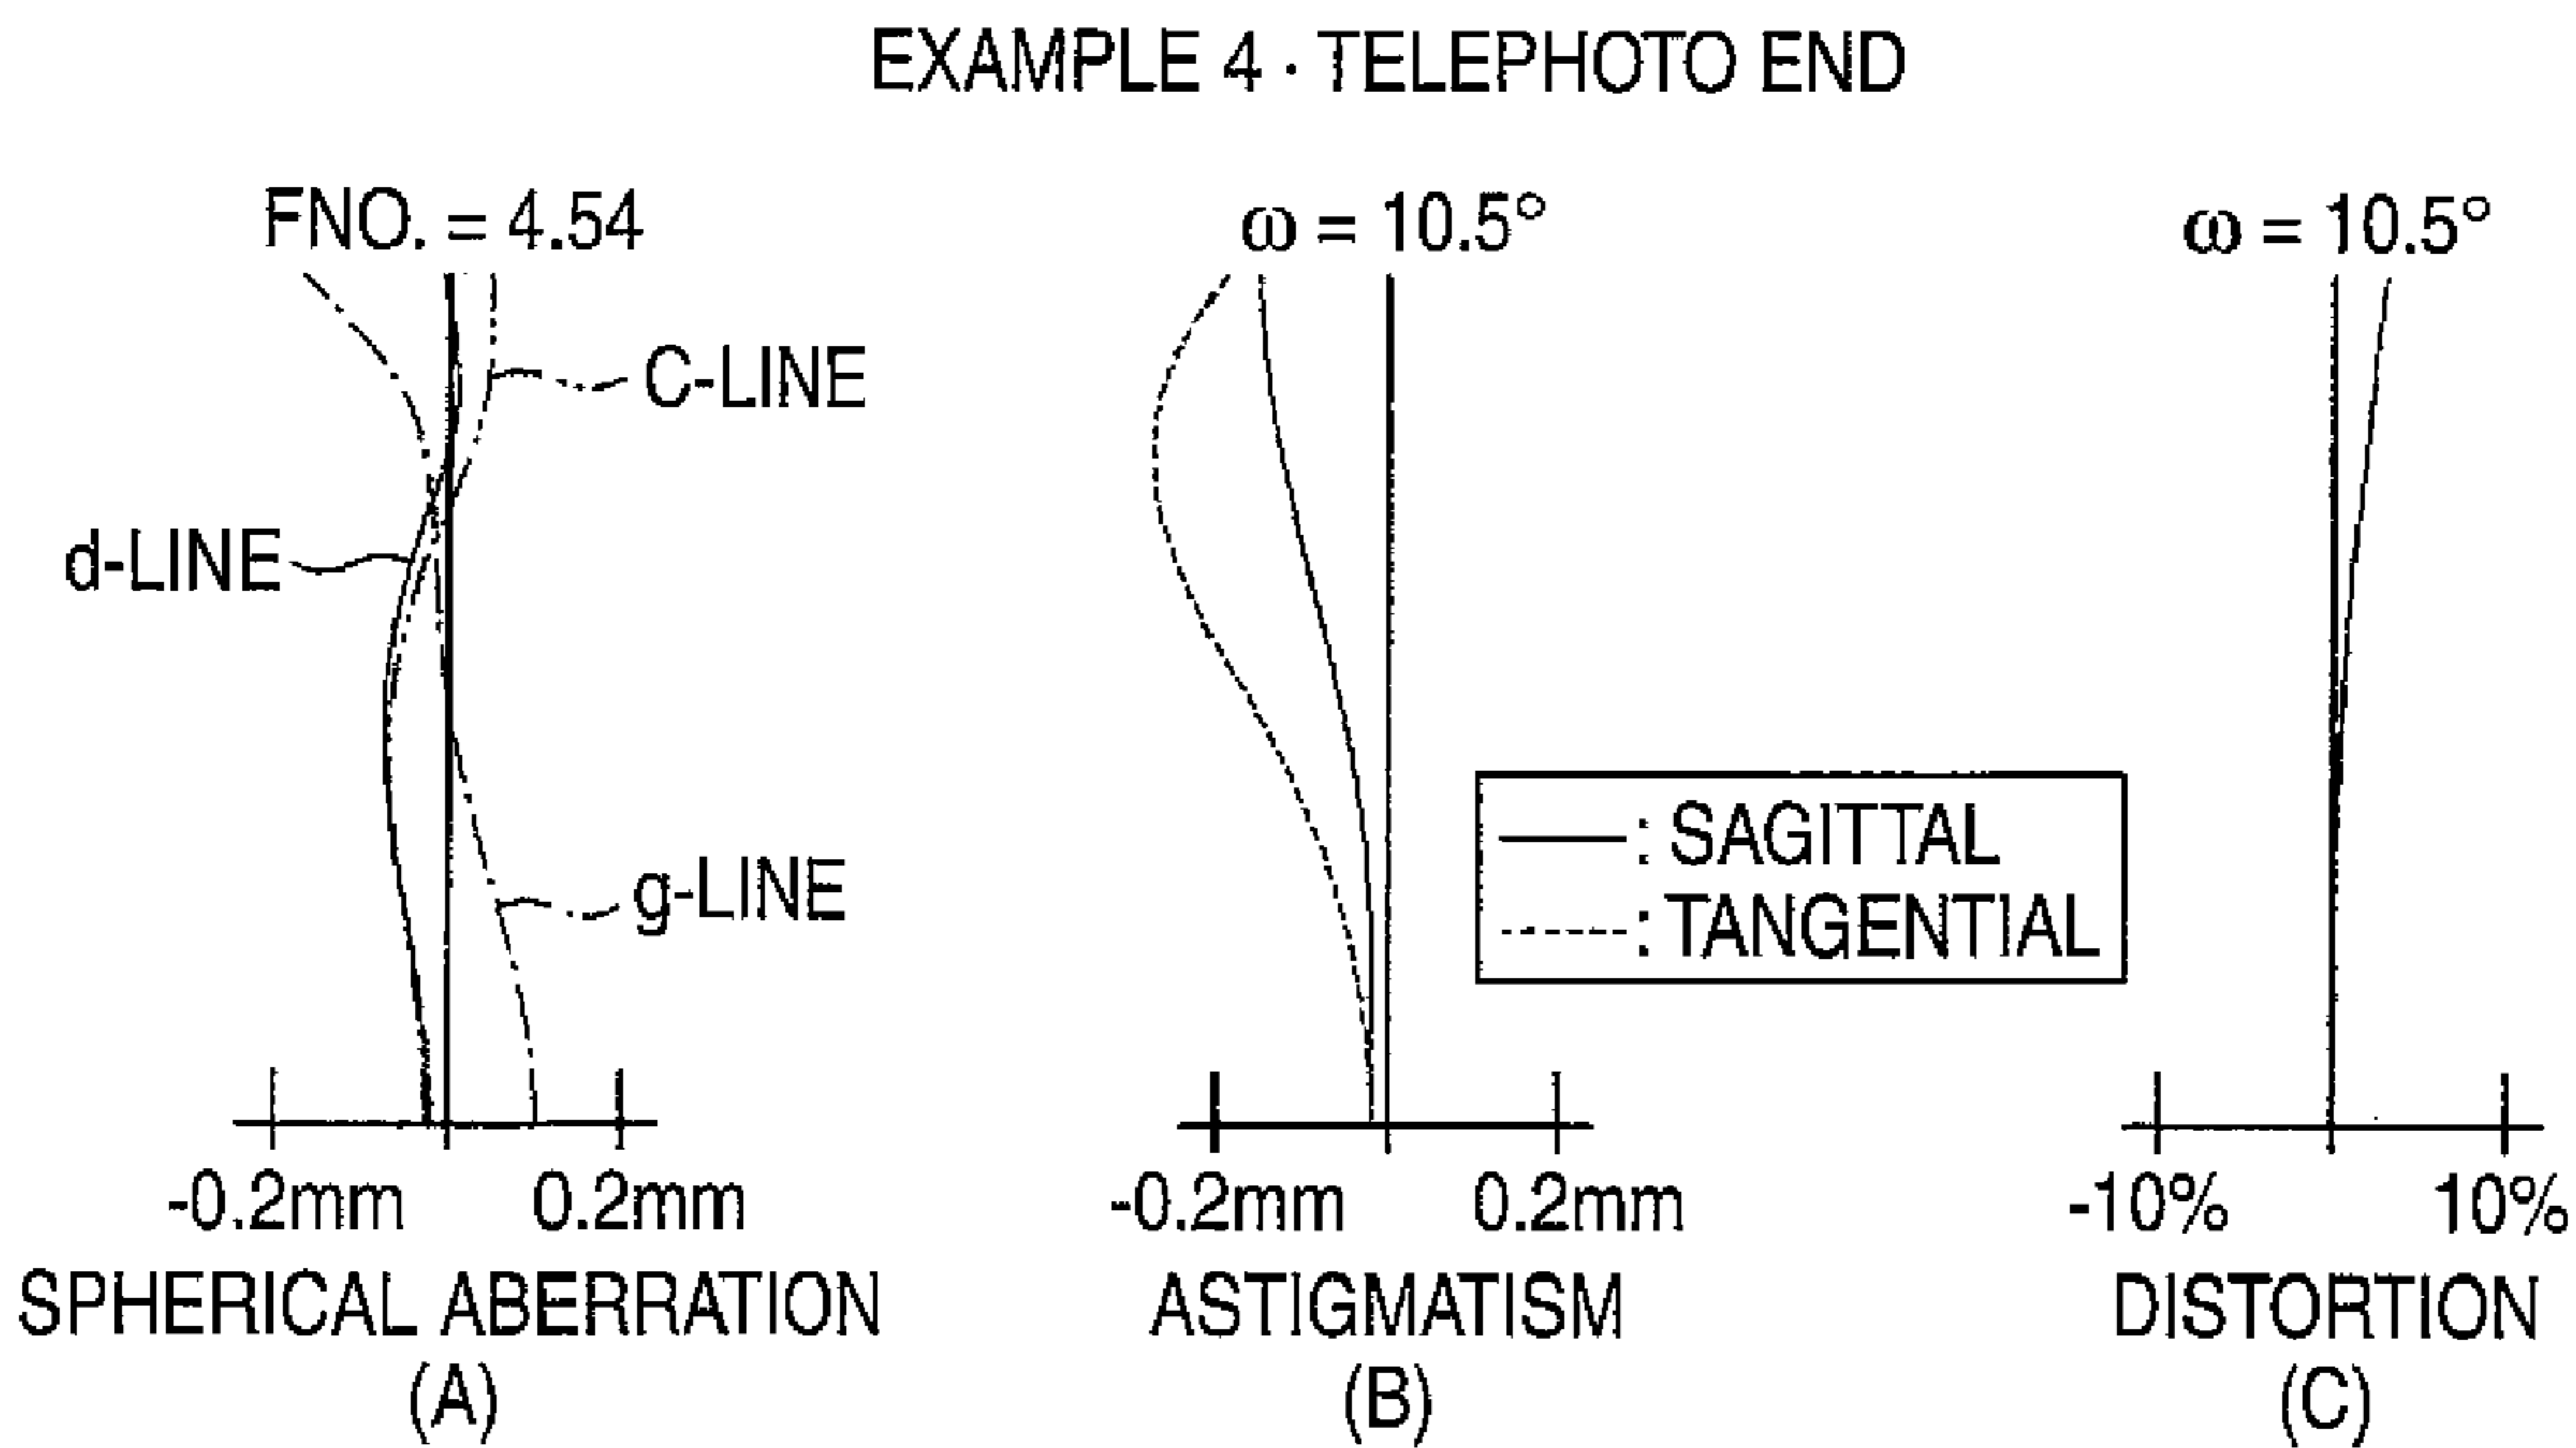 EXAMPLE 4 · TELEPHOTO END
FNO. = 4.54
C-LINE
d-LINE
g-LINE
-0.2mm 0.2mm
SPHERICAL ABERRATION
(A)
ω = 10.5°
: SAGITTAL
: TANGENTIAL
-0.2mm 0.2mm
ASTIGMATISM
(B)
ω = 10.5°
-10% 10%
DISTORTION
(C)